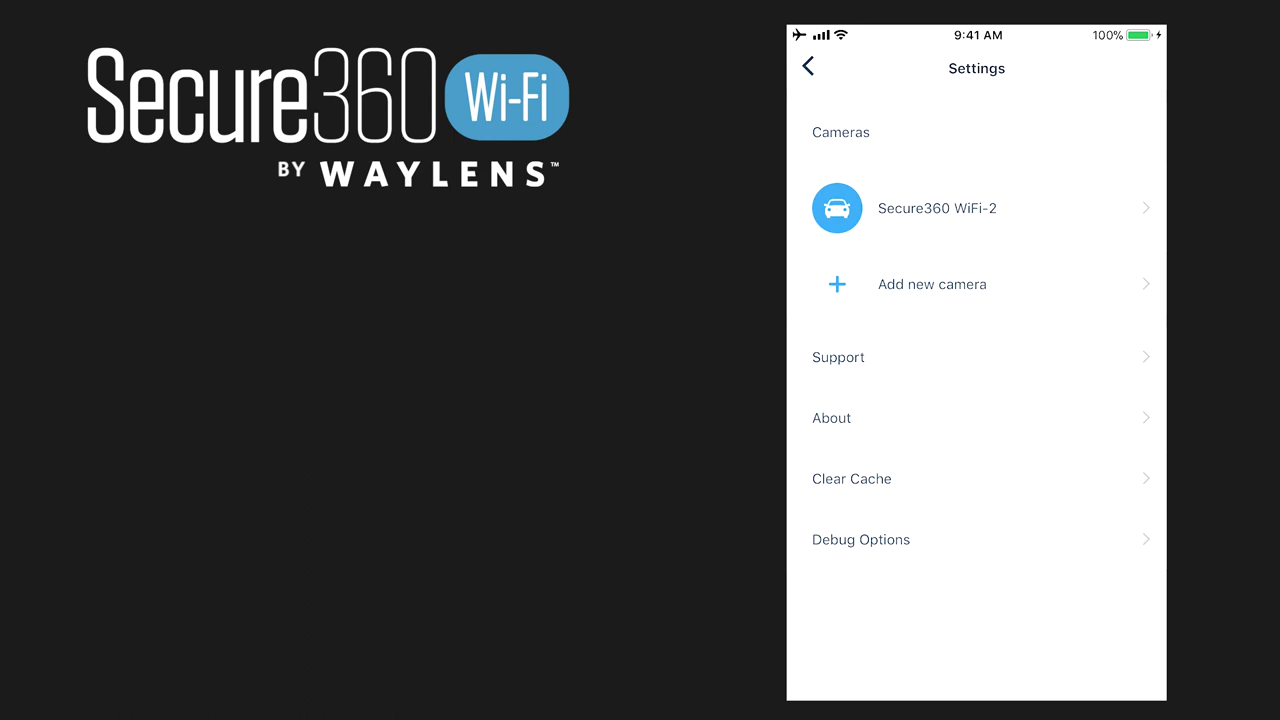 Secure360 Wi-Fi
BY WAYLENS™
9:41 AM
100%
Settings
Cameras
Secure360 WiFi-2
Add new camera
Support
About
Clear Cache
Debug Options